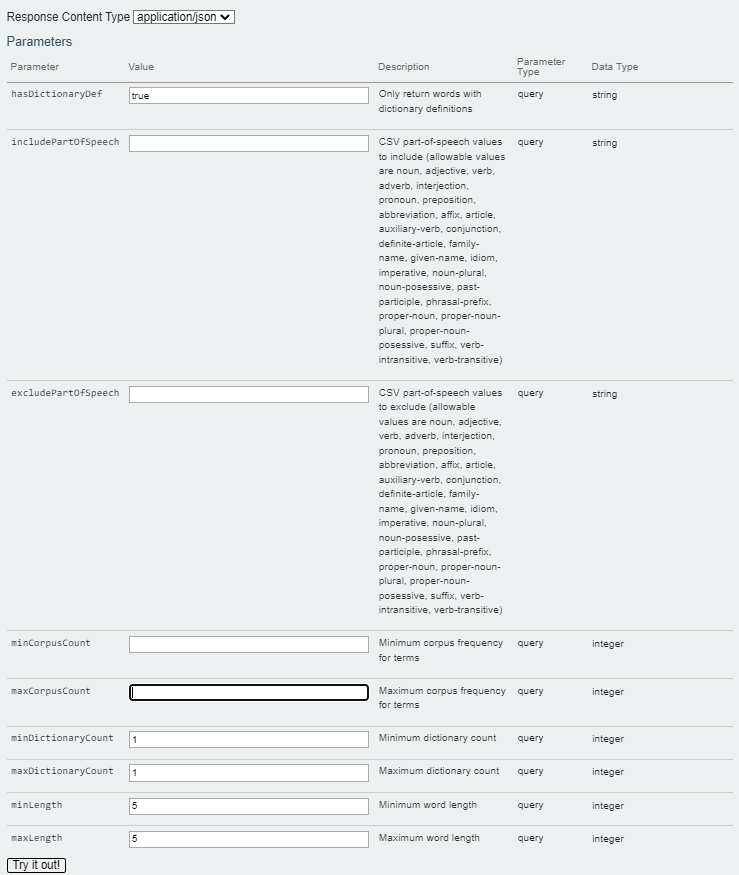 Response Content Type application/json
Parameters
Parameter Value Description Parameter Type Data Type
hasDictionaryDef true Only return words with query string
dictionary definitions
includePartOfSpeech CSV part-of-speech values query string
to include (allowable values
are noun, adjective, verb,
adverb, interjection,
pronoun, preposition,
abbreviation, affix, article,
auxiliary-verb, conjunction,
definite-article, family-
name, given-name, idiom,
imperative, noun-plural,
noun-posessive, past-
participle, phrasal-prefix,
proper-noun, proper-noun-
plural, proper-noun-
posessive, suffix, verb-
intransitive, verb-transitive)
excludePartOfSpeech CSV part-of-speech values query string
to exclude (allowable
values are noun, adjective,
verb, adverb, interjection,
pronoun, preposition,
abbreviation, affix, article,
auxiliary-verb, conjunction,
definite-article, family-
name, given-name, idiom,
imperative, noun-plural,
noun-posessive, past-
participle, phrasal-prefix,
proper-noun, proper-noun-
plural, proper-noun-
posessive, suffix, verb-
intransitive, verb-transitive)
minCorpusCount Minimum corpus frequency query integer
for terms
maxCorpusCount Maximum corpus frequency query integer
for terms
minDictionaryCount 1 Minimum dictionary count query integer
maxDictionaryCount 1 Maximum dictionary count query integer
minLength 5 Minimum word length query integer
maxLength 5 Maximum word length query integer
Try it out!